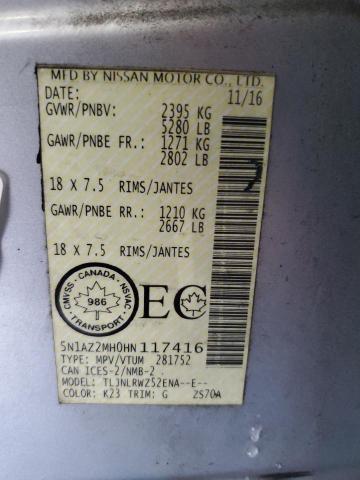 MFD BY NISSAN MOTOR CO., LTD.
DATE: 11/16
GVWR/PNBV: 2395 KG
5280 LB
GAWR/PNBE FR.: 1271 KG
2802 LB
18 X 7.5 RIMS/JANTES
GAWR/PNBE RR.: 1210 KG
2667 LB
18 X 7.5 RIMS/JANTES
CMVSS - CANADA - NSVAC
986
TRANSPORT
EC
5N1AZ2MH0HN117416
TYPE: MPV/VTUM 281752
CAN ICES-2/NMB-2
MODEL: TLJNLRWZ52ENA--E--
COLOR: K23 TRIM: G ZS70A